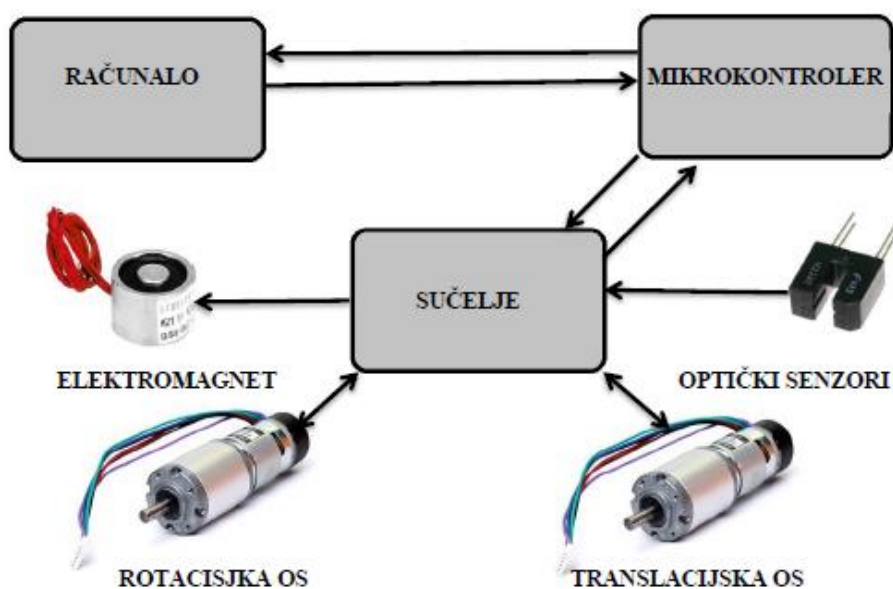 RAČUNALO
MIKROKONTROLER
SUČELJE
ELEKTROMAGNET
OPTIČKI SENZORI
ROTACISJKA OS
TRANSLACIJSKA OS